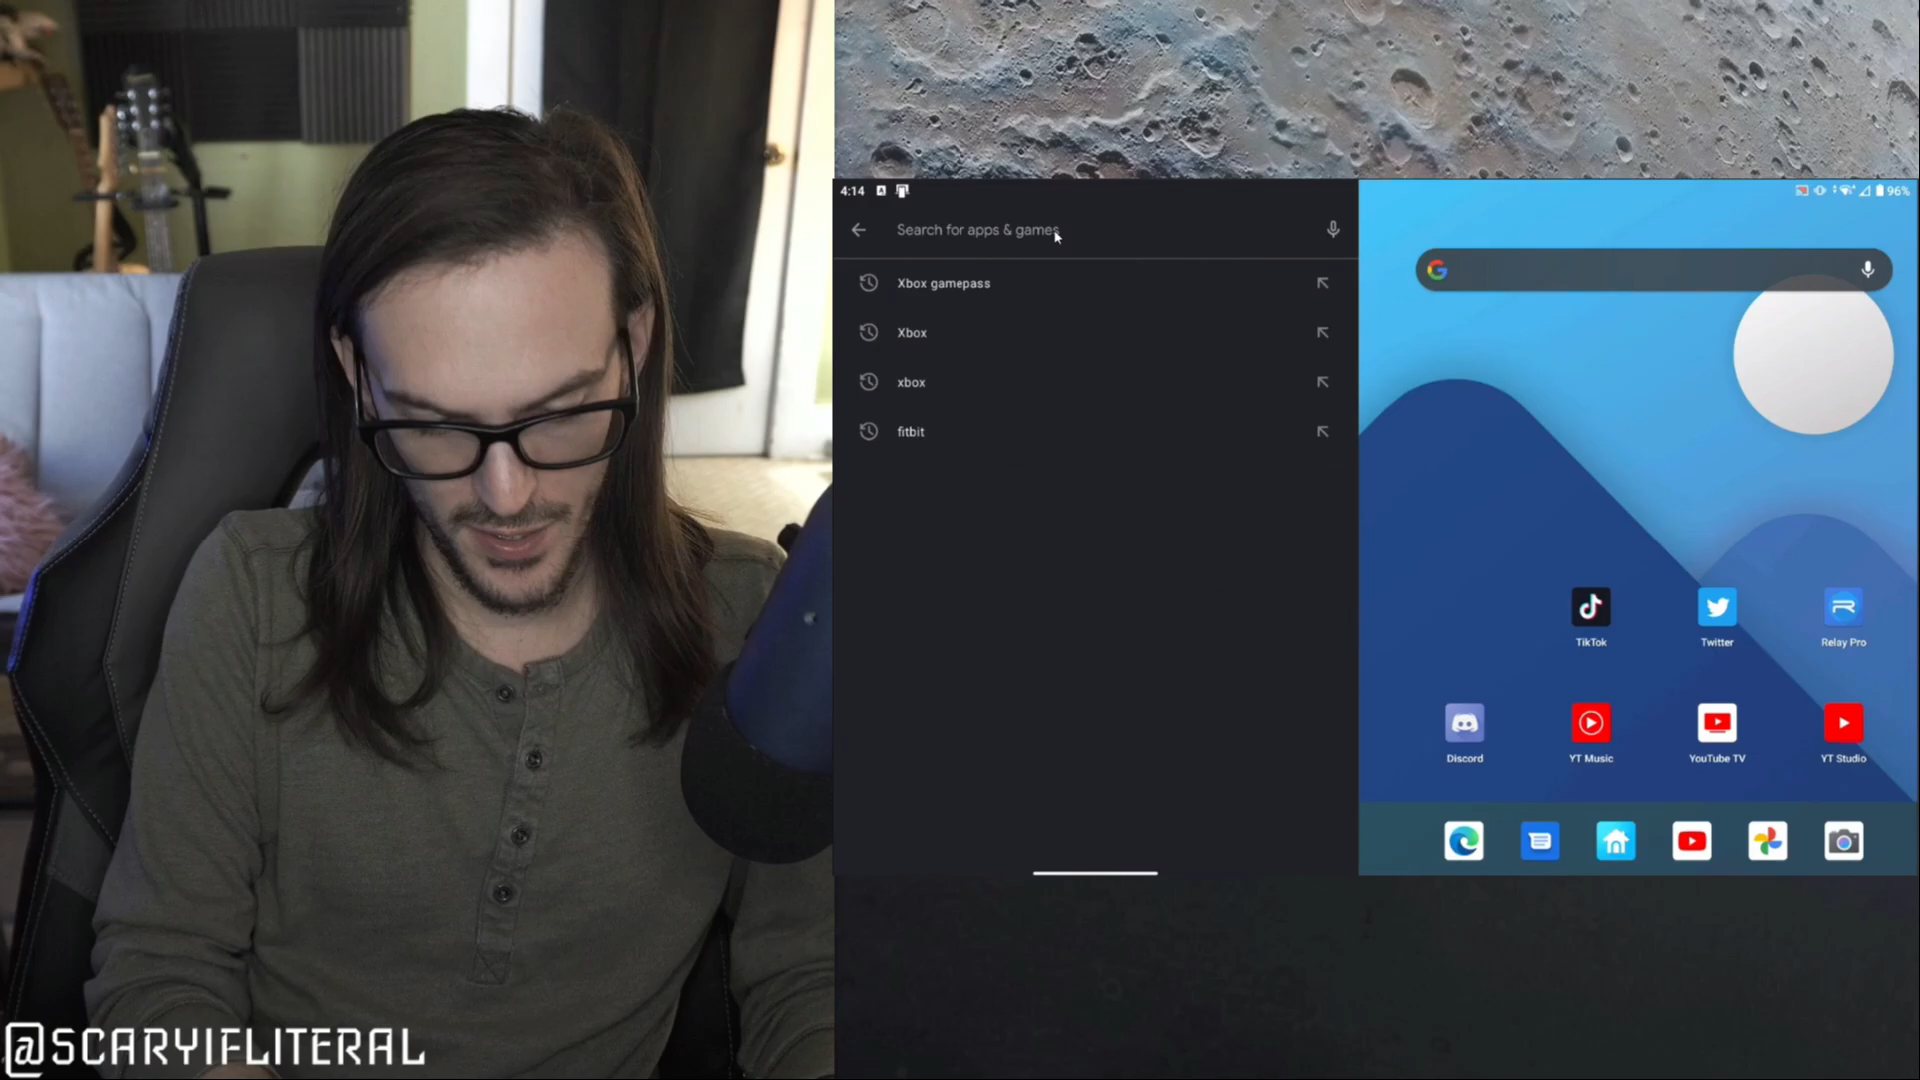 4:14
96%
Search for apps & games
Xbox gamepass
Xbox
xbox
fitbit
TikTok
Twitter
Relay Pro
Discord
YT Music
YouTube TV
YT Studio
@SCARYIFLITERAL